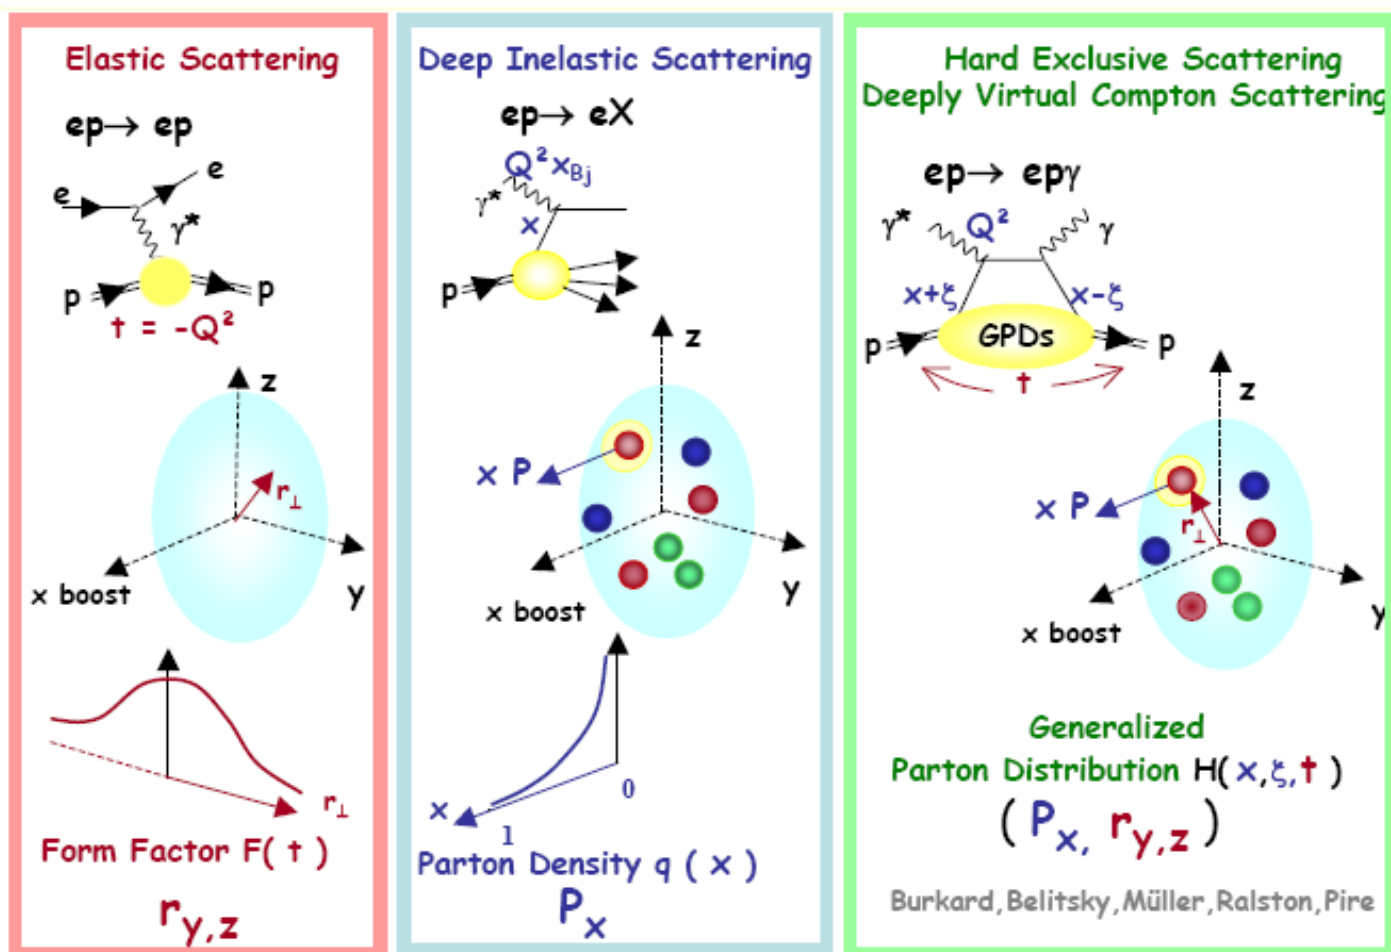 Elastic Scattering
ep→ ep
e
e
γ*
p
p
t = -Q²
z
r⊥
x boost
y
r⊥
Form Factor F( t )
r y,z
Deep Inelastic Scattering
ep→ eX
Q² xBj
γ*
x
p
z
x P
x boost
y
0
x
1
Parton Density q ( x )
Px
Hard Exclusive Scattering
Deeply Virtual Compton Scattering
ep→ epγ
γ*
Q²
γ
x+ξ
x-ξ
p
GPDs
p
t
z
x P
r⊥
x boost
y
Generalized
Parton Distribution H( x,ξ,t )
( Px, ry,z )
Burkard,Belitsky,Müller,Ralston,Pire